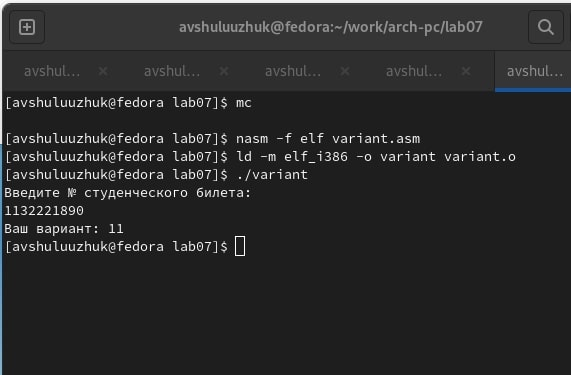 avshuluuzhuk@fedora:~/work/arch-pc/lab07
avshul... × avshul... × avshul... × avshul... × avshul...
[avshuluuzhuk@fedora lab07]$ mc
[avshuluuzhuk@fedora lab07]$ nasm -f elf variant.asm
[avshuluuzhuk@fedora lab07]$ ld -m elf_i386 -o variant variant.o
[avshuluuzhuk@fedora lab07]$ ./variant
Введите № студенческого билета:
1132221890
Ваш вариант: 11
[avshuluuzhuk@fedora lab07]$